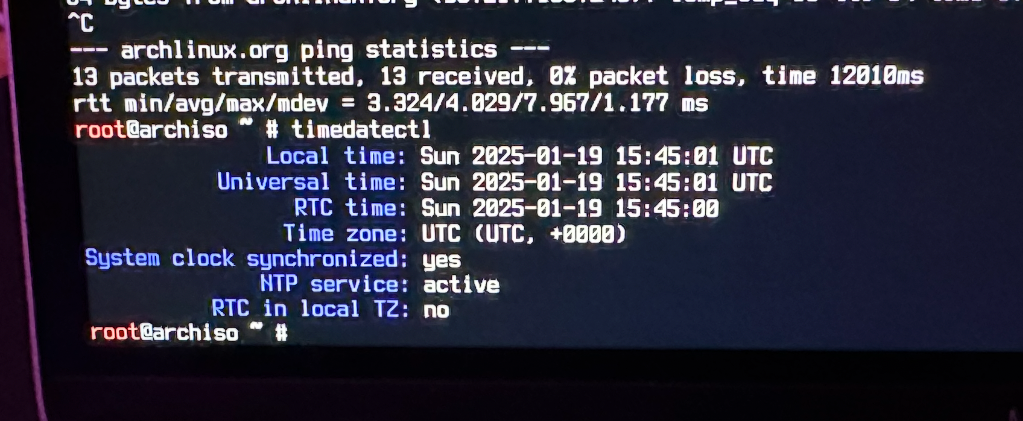 ^C
--- archlinux.org ping statistics ---
13 packets transmitted, 13 received, 0% packet loss, time 12010ms
rtt min/avg/max/mdev = 3.324/4.029/7.967/1.177 ms
root@archiso ~ # timedatectl
Local time: Sun 2025-01-19 15:45:01 UTC
Universal time: Sun 2025-01-19 15:45:01 UTC
RTC time: Sun 2025-01-19 15:45:00
Time zone: UTC (UTC, +0000)
System clock synchronized: yes
NTP service: active
RTC in local TZ: no
root@archiso ~ #